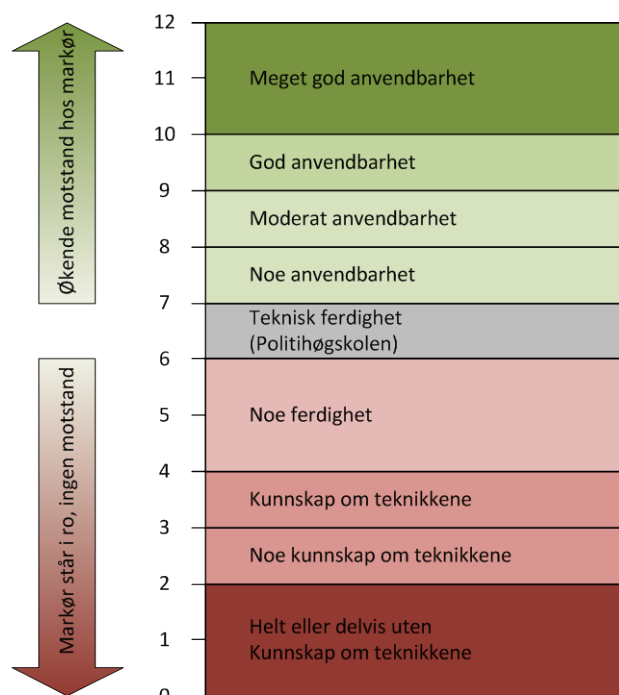 12
11
10
9
8
7
6
5
4
3
2
1
0
Økende motstand hos markør
Markør står i ro, ingen motstand
Meget god anvendbarhet
God anvendbarhet
Moderat anvendbarhet
Noe anvendbarhet
Teknisk ferdighet
(Politihøgskolen)
Noe ferdighet
Kunnskap om teknikkene
Noe kunnskap om teknikkene
Helt eller delvis uten
Kunnskap om teknikkene